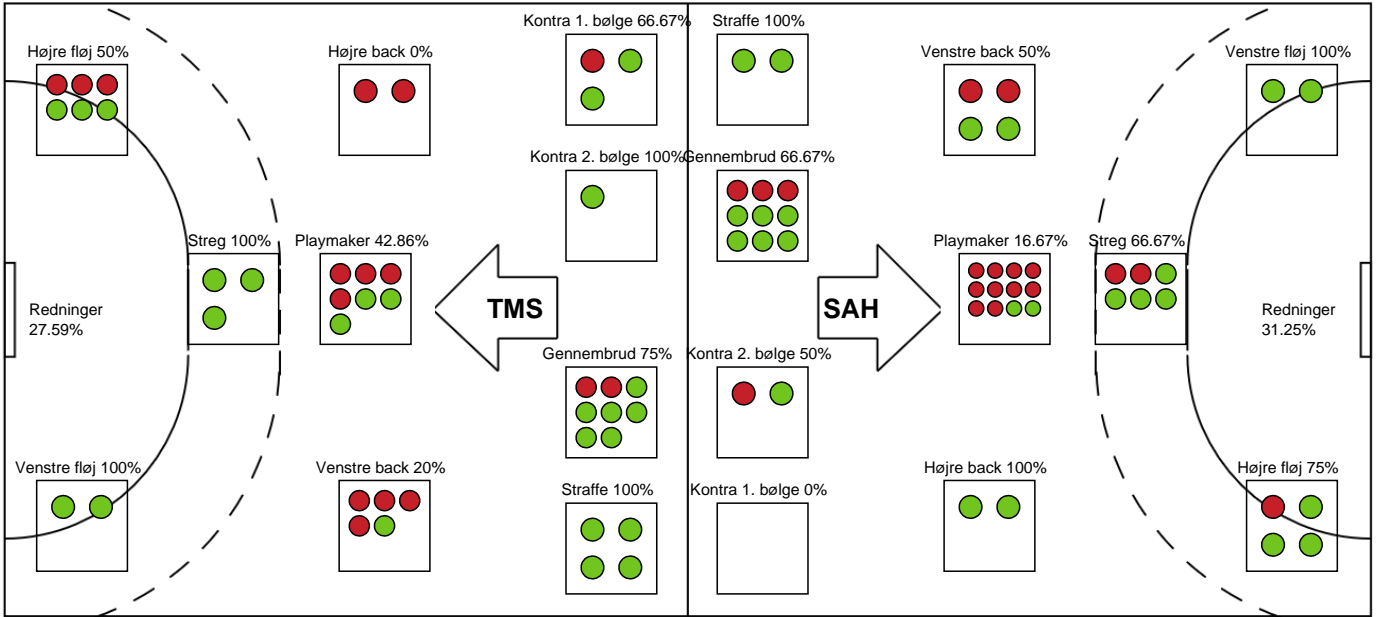 Kontra 1. bølge 66.67%
Straffe 100%
Højre fløj 50%
Højre back 0%
Venstre back 50%
Venstre fløj 100%
Kontra 2. bølge 100%
Gennembrud 66.67%
Streg 100%
Playmaker 42.86%
Playmaker 16.67%
Streg 66.67%
Redninger
27.59%
TMS
SAH
Redninger
31.25%
Gennembrud 75%
Kontra 2. bølge 50%
Venstre fløj 100%
Venstre back 20%
Straffe 100%
Kontra 1. bølge 0%
Højre back 100%
Højre fløj 75%